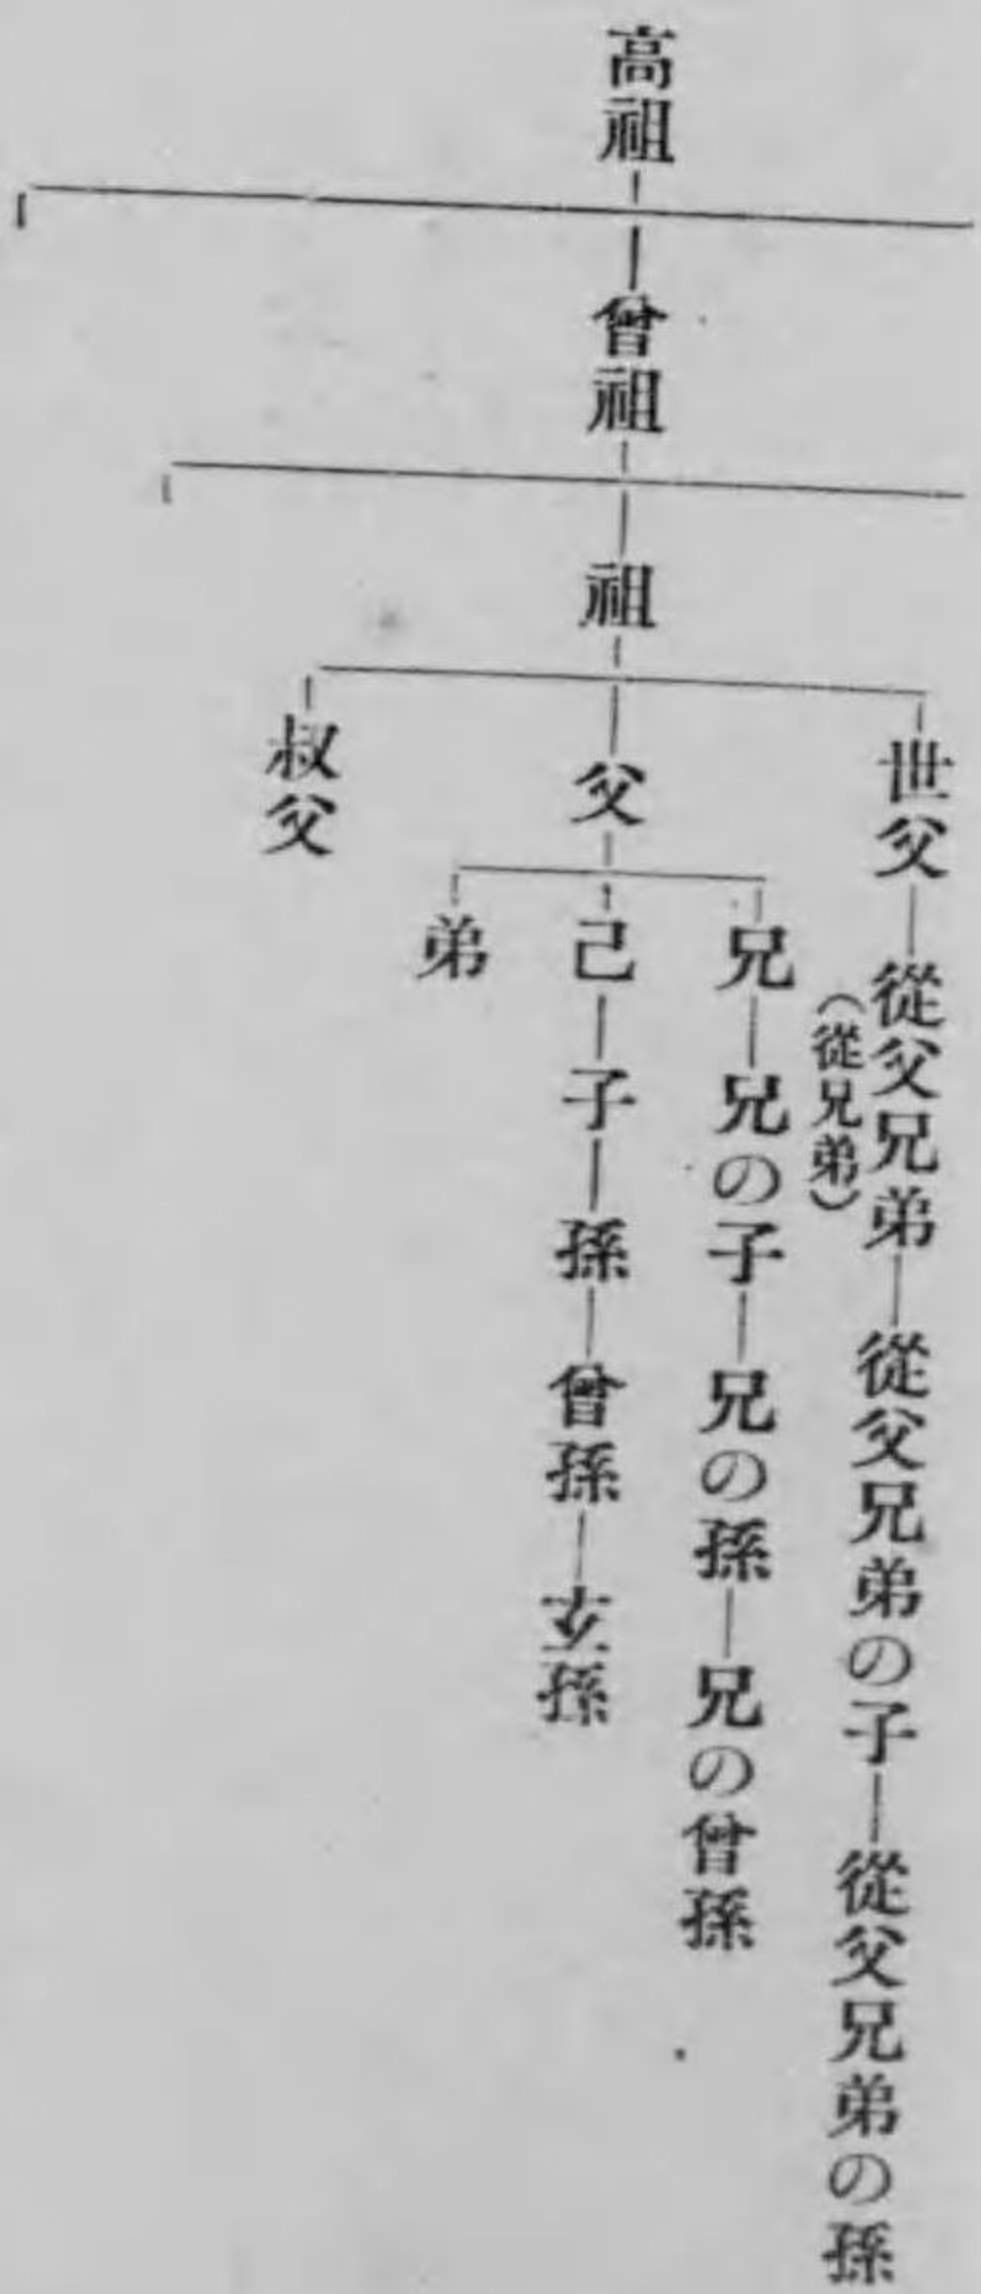 高祖
曾祖
祖
世父
從父兄弟
(從兄弟)
從父兄弟の子
從父兄弟の孫
父
兄
兄の子
兄の孫
兄の曾孫
己
子
孫
曾孫
玄孫
弟
叔父